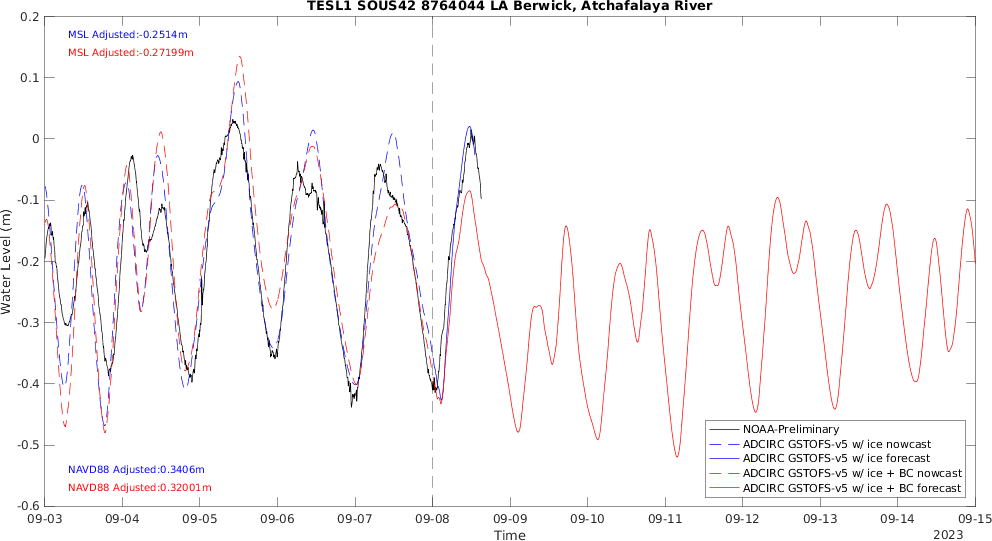 TESL1 SOUS42 8764044 LA Berwick, Atchafalaya River
MSL Adjusted:-0.2514m
MSL Adjusted:-0.27199m
NAVD88 Adjusted:0.3406m
NAVD88 Adjusted:0.32001m
Water Level (m)
0.2
0.1
0
-0.1
-0.2
-0.3
-0.4
-0.5
-0.6
NOAA-Preliminary
ADCIRC GSTOFS-v5 w/ ice nowcast
ADCIRC GSTOFS-v5 w/ ice forecast
ADCIRC GSTOFS-v5 w/ ice + BC nowcast
ADCIRC GSTOFS-v5 w/ ice + BC forecast
09-03 09-04 09-05 09-06 09-07 09-08 09-09 09-10 09-11 09-12 09-13 09-14 09-15
Time
2023